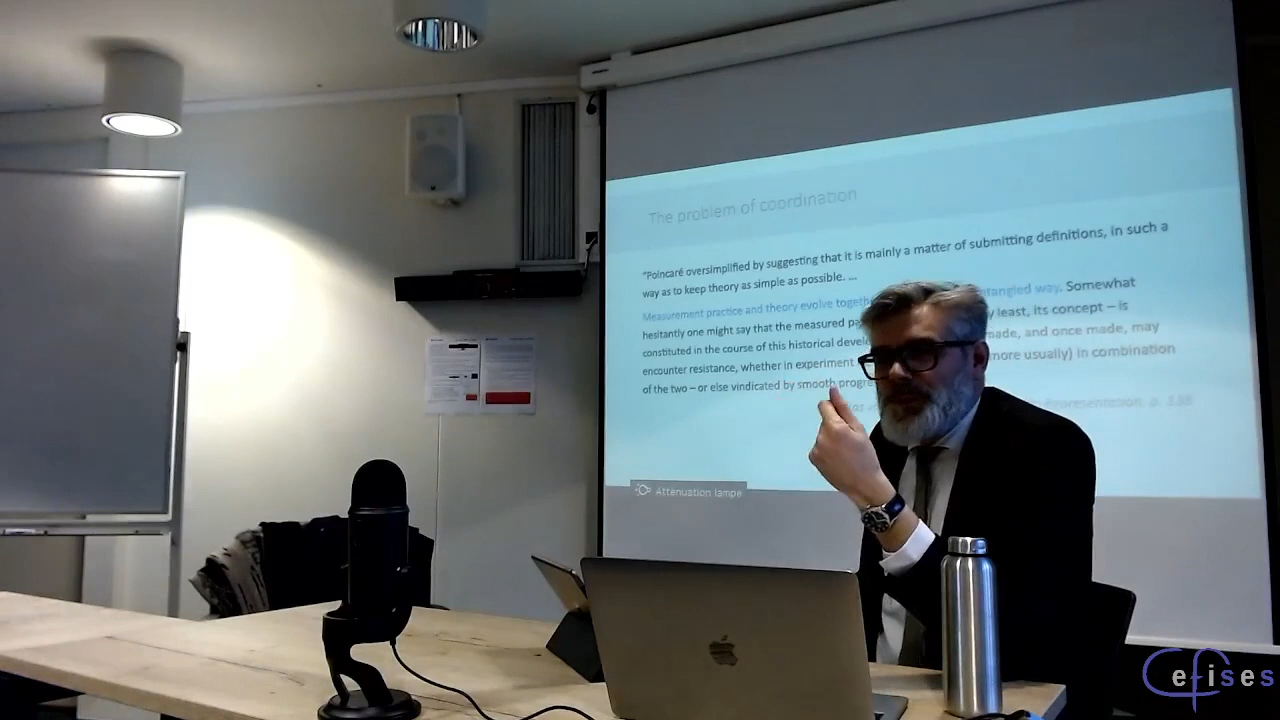 The problem of coordination
"Poincaré oversimplified by suggesting that it is mainly a matter of submitting definitions, in such a
way as to keep theory as simple as possible. ...
Measurement practice and theory evolve together entangled way. Somewhat
hesitantly one might say that the measured least, its concept – is
constituted in the course of this historical made, and once made, may
encounter resistance, whether in experiment more usually) in combination
of the two – or else vindicated by smooth
Representation, p. 138
Attenuation lampe
Cefises